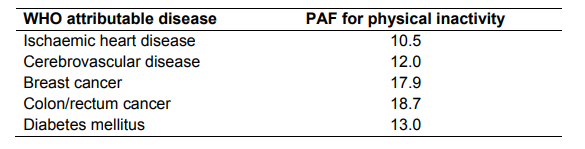 WHO attributable disease PAF for physical inactivity
Ischaemic heart disease 10.5
Cerebrovascular disease 12.0
Breast cancer 17.9
Colon/rectum cancer 18.7
Diabetes mellitus 13.0